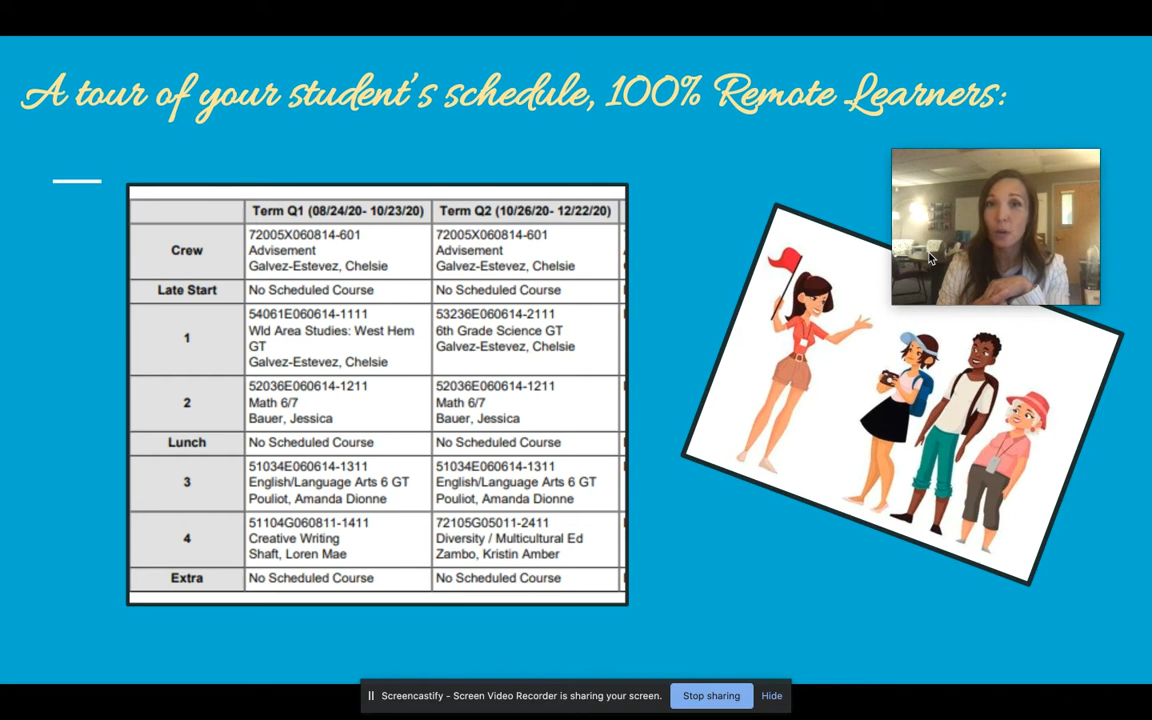 A tour of your student's schedule, 100% Remote Learners:
Term Q1 (08/24/20- 10/23/20) Term Q2 (10/26/20- 12/22/20)
Crew
72005X060814-601
Advisement
Galvez-Estevez, Chelsie
72005X060814-601
Advisement
Galvez-Estevez, Chelsie
Late Start No Scheduled Course No Scheduled Course
1
54061E060614-1111
Wld Area Studies: West Hem
GT
Galvez-Estevez, Chelsie
53236E060614-2111
6th Grade Science GT
Galvez-Estevez, Chelsie
2
52036E060614-1211
Math 6/7
Bauer, Jessica
52036E060614-1211
Math 6/7
Bauer, Jessica
Lunch No Scheduled Course No Scheduled Course
3
51034E060614-1311
English/Language Arts 6 GT
Pouliot, Amanda Dionne
51034E060614-1311
English/Language Arts 6 GT
Pouliot, Amanda Dionne
4
51104G060811-1411
Creative Writing
Shaft, Loren Mae
72105G05011-2411
Diversity / Multicultural Ed
Zambo, Kristin Amber
Extra No Scheduled Course No Scheduled Course
Screencastify - Screen Video Recorder is sharing your screen. Stop sharing Hide